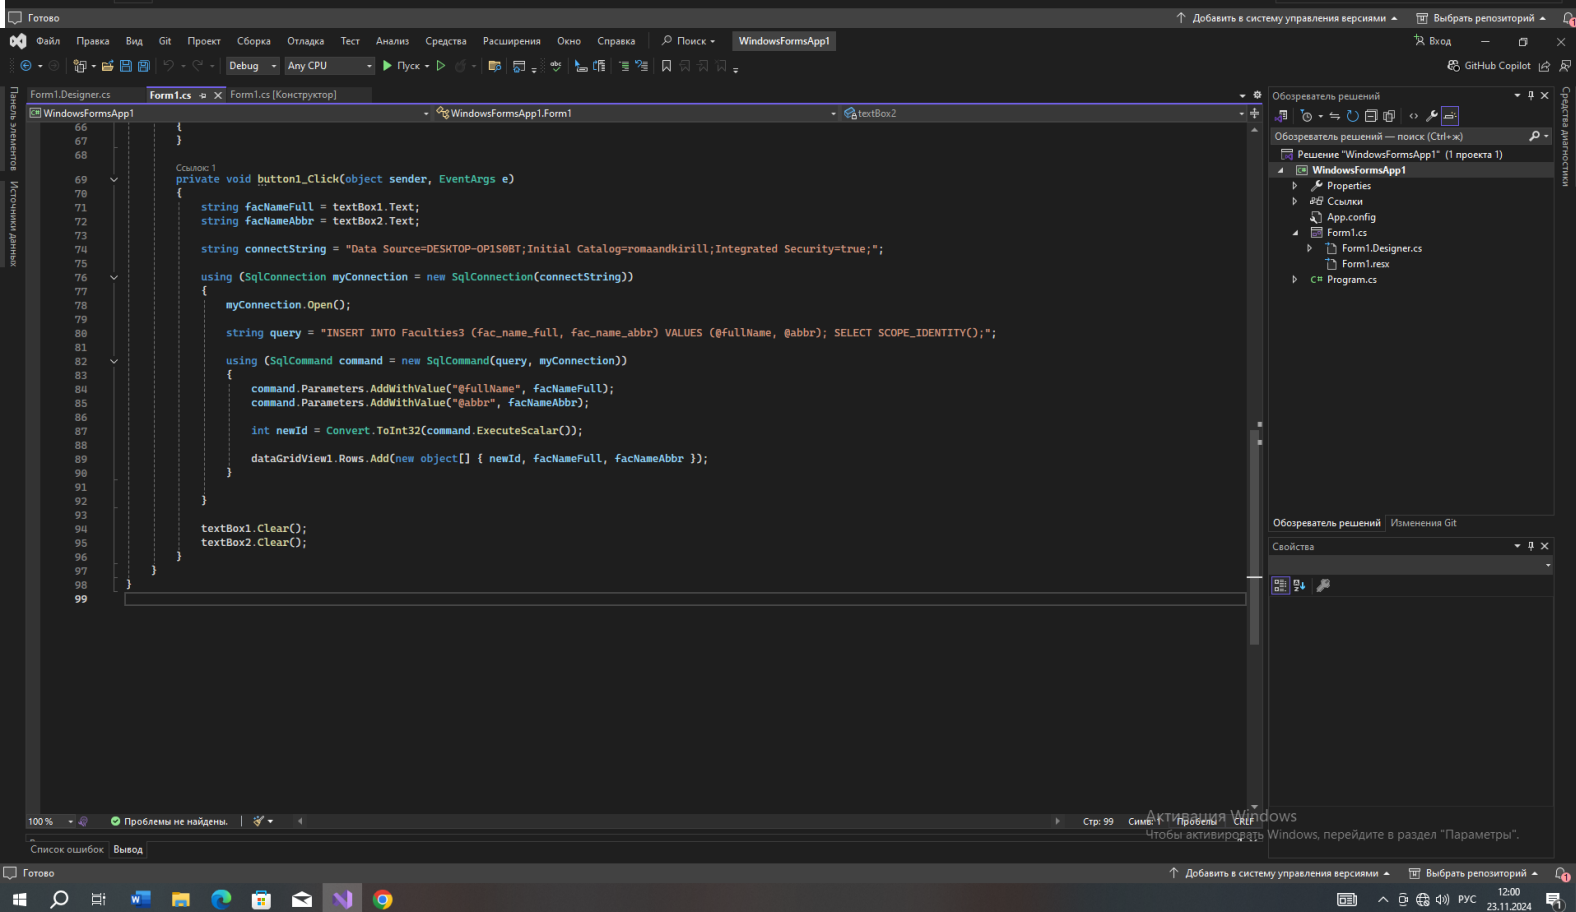 Готово
Добавить в систему управления версиями
Выбрать репозиторий
1
Файл Правка Вид Git Проект Сборка Отладка Тест Анализ Средства Расширения Окно Справка Поиск WindowsFormsApp1 Вход
Debug Any CPU Пуск GitHub Copilot
Панель элементов
Источники данных
Form1.Designer.cs Form1.cs Form1.cs [Конструктор]
WindowsFormsApp1 WindowsFormsApp1.Form1 textBox2
66 {
67 }
68
Ссылок: 1
69 private void button1_Click(object sender, EventArgs e)
70 {
71 string facNameFull = textBox1.Text;
72 string facNameAbbr = textBox2.Text;
73
74 string connectString = "Data Source=DESKTOP-OP1S0BT;Initial Catalog=romaandkirill;Integrated Security=true;";
75
76 using (SqlConnection myConnection = new SqlConnection(connectString))
77 {
78 myConnection.Open();
79
80 string query = "INSERT INTO Faculties3 (fac_name_full, fac_name_abbr) VALUES (@fullName, @abbr); SELECT SCOPE_IDENTITY();";
81
82 using (SqlCommand command = new SqlCommand(query, myConnection))
83 {
84 command.Parameters.AddWithValue("@fullName", facNameFull);
85 command.Parameters.AddWithValue("@abbr", facNameAbbr);
86
87 int newId = Convert.ToInt32(command.ExecuteScalar());
88
89 dataGridView1.Rows.Add(new object[] { newId, facNameFull, facNameAbbr });
90 }
91
92 }
93
94 textBox1.Clear();
95 textBox2.Clear();
96 }
97 }
98 }
99
100 % Проблемы не найдены. Стр: 99 Симв: 1 Пробелы CRLF
Список ошибок Вывод
Обозреватель решений
Обозреватель решений — поиск (Ctrl+ж)
Решение "WindowsFormsApp1" (1 проекта 1)
WindowsFormsApp1
Properties
Ссылки
App.config
Form1.cs
Form1.Designer.cs
Form1.resx
C# Program.cs
Обозреватель решений Изменения Git
Свойства
Средства диагностики
Активация Windows
Чтобы активировать Windows, перейдите в раздел "Параметры".
Готово
Добавить в систему управления версиями
Выбрать репозиторий
1
РУС
12:00
23.11.2024
1